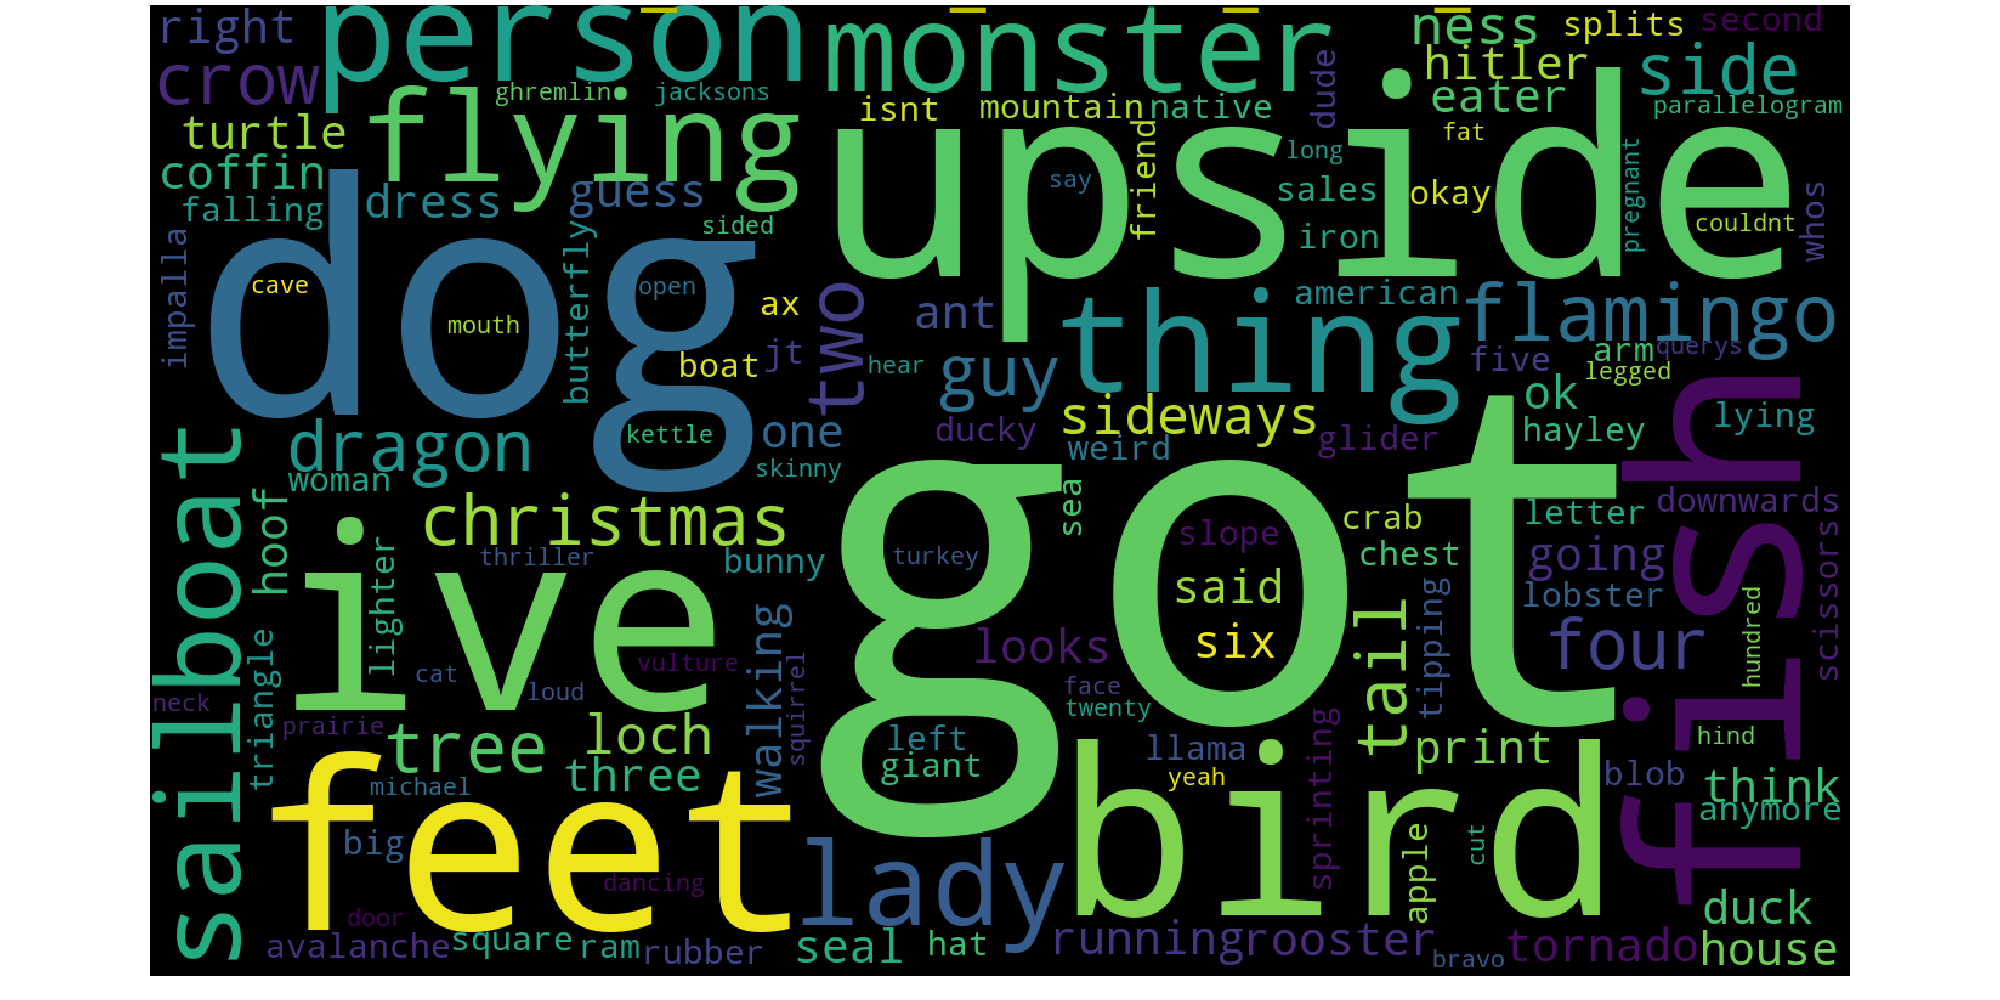 right
person
monster
ness
splits
second
crow
flying
ghremlin
jacksons
isnt
mountain
native
dude
hitler
side
eater
parallelogram
turtle
upside
fat
friend
long
pregnant
coffin
dress
guess
say
sales
okay
whos
falling
sided
iron
couldnt
impalla
dog
butterfly
cave
open
ax
two
ant
thing
american
flamingo
mouth
boat
jt
hear
guy
five
arm
querys
legged
sailboat
dragon
kettle
one
ducky
sideways
weird
glider
ok
hayley
lying
fish
woman
skinny
got
sea
hoof
christmas
crab
letter
downwards
slope
ive
thriller
bunny
turkey
chest
going
scissors
lighter
said
lobster
triangle
walking
looks
six
tail
tipping
four
hundred
cat
loud
vulture
squirrel
face
neck
twenty
prairie
tree
loch
left
llama
print
hind
three
giant
yeah
sprinting
blob
think
michael
feet
bird
anymore
big
lady
apple
cut
dancing
duck
door
avalanche
square
ram
rubber
seal
hat
running
rooster
bravo
tornado
house